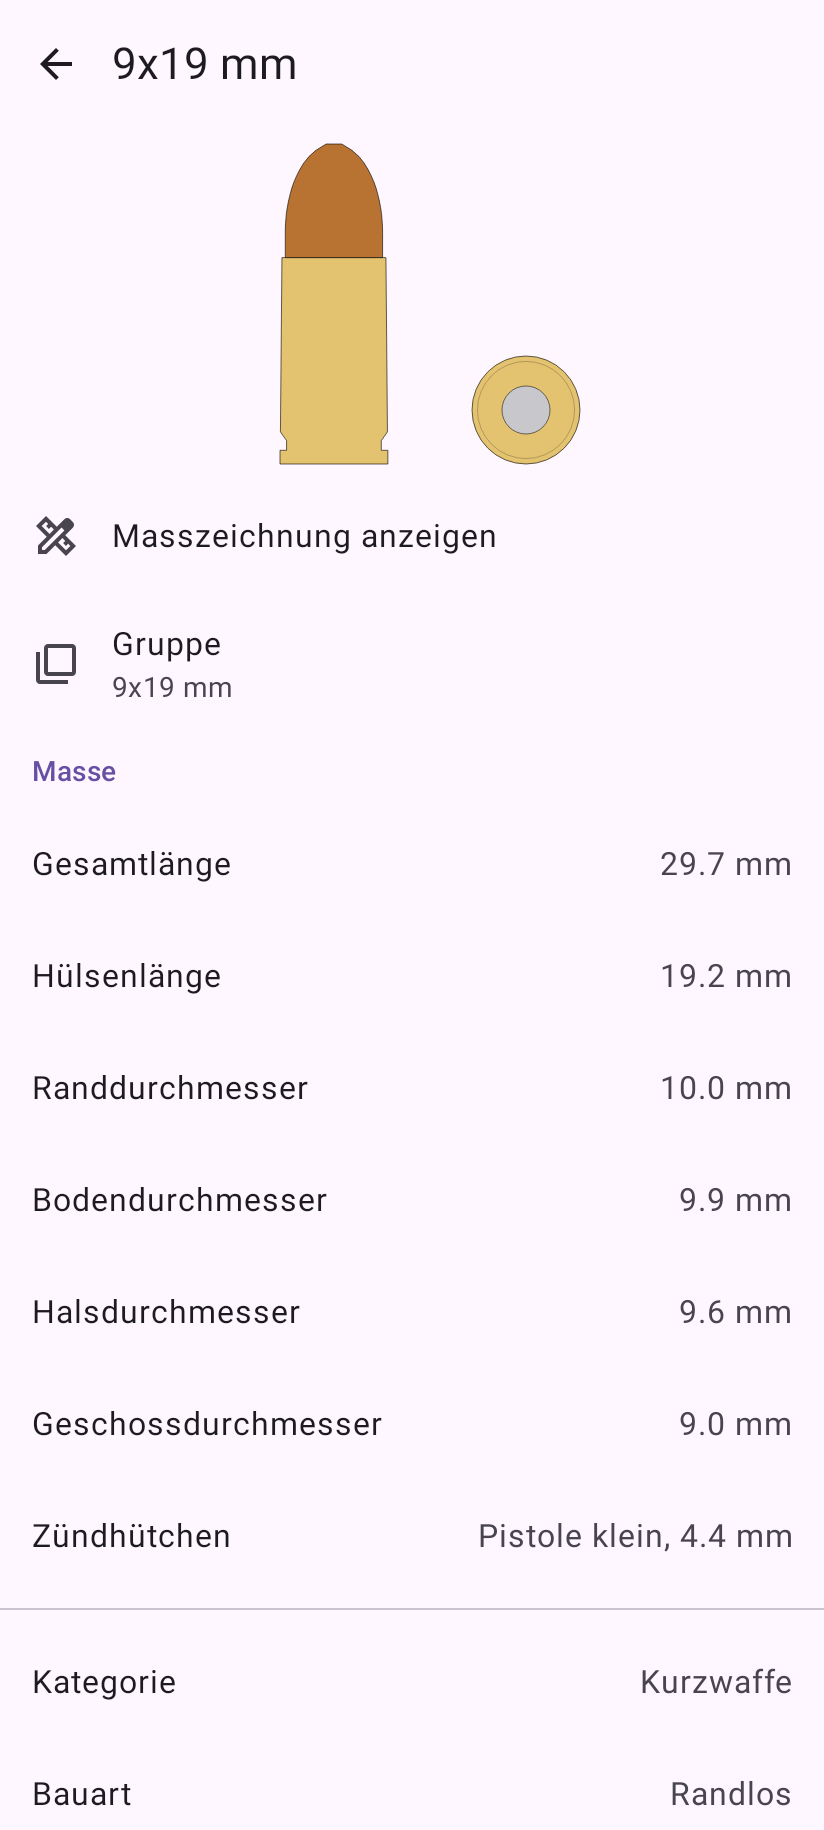 9x19 mm
Masszeichnung anzeigen
Gruppe
9x19 mm
Masse
Gesamtlänge 29.7 mm
Hülsenlänge 19.2 mm
Randdurchmesser 10.0 mm
Bodendurchmesser 9.9 mm
Halsdurchmesser 9.6 mm
Geschossdurchmesser 9.0 mm
Zündhütchen Pistole klein, 4.4 mm
Kategorie Kurzwaffe
Bauart Randlos